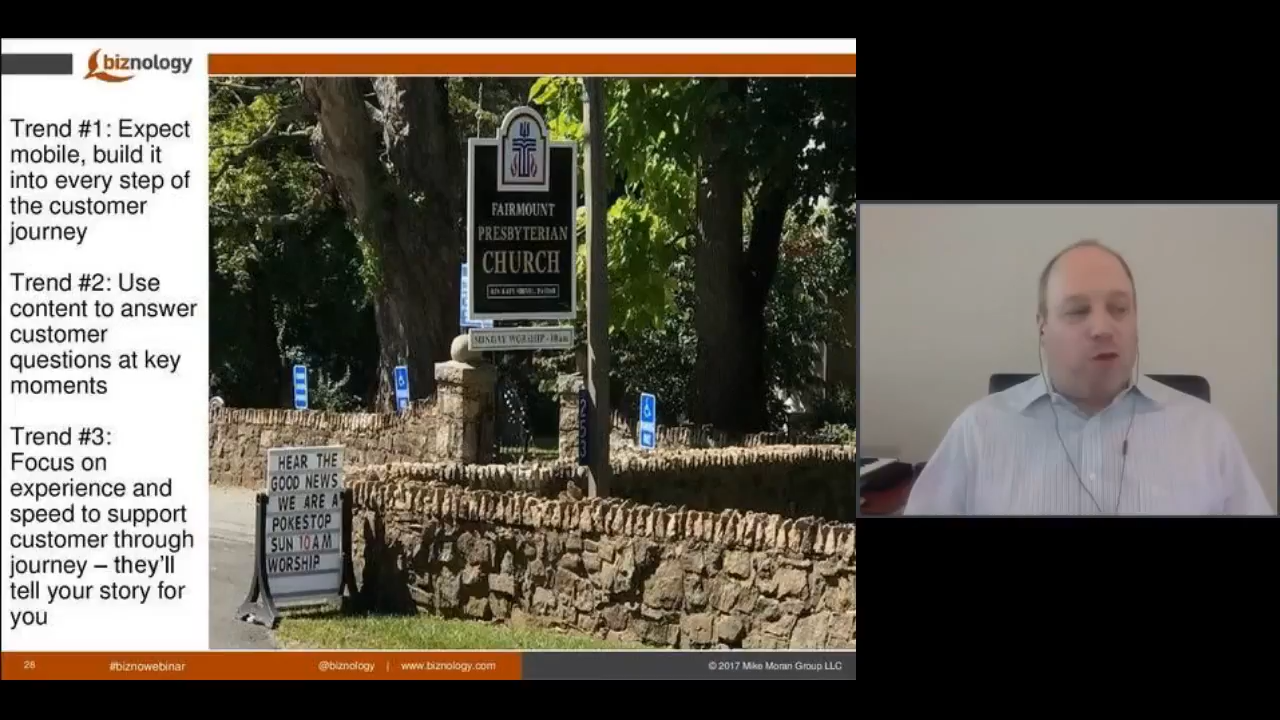 biznology
Trend #1: Expect
mobile, build it
into every step of
the customer
journey
Trend #2: Use
content to answer
customer
questions at key
moments
Trend #3:
Focus on
experience and
speed to support
customer through
journey – they'll
tell your story for
you
FAIRMOUNT
PRESBYTERIAN
CHURCH
SUNDAY WORSHIP - 10am
253
HEAR THE
GOOD NEWS
WE ARE A
POKESTOP
SUN 10AM
WORSHIP
28
#biznowebinar
@biznology | www.biznology.com
© 2017 Mike Moran Group LLC